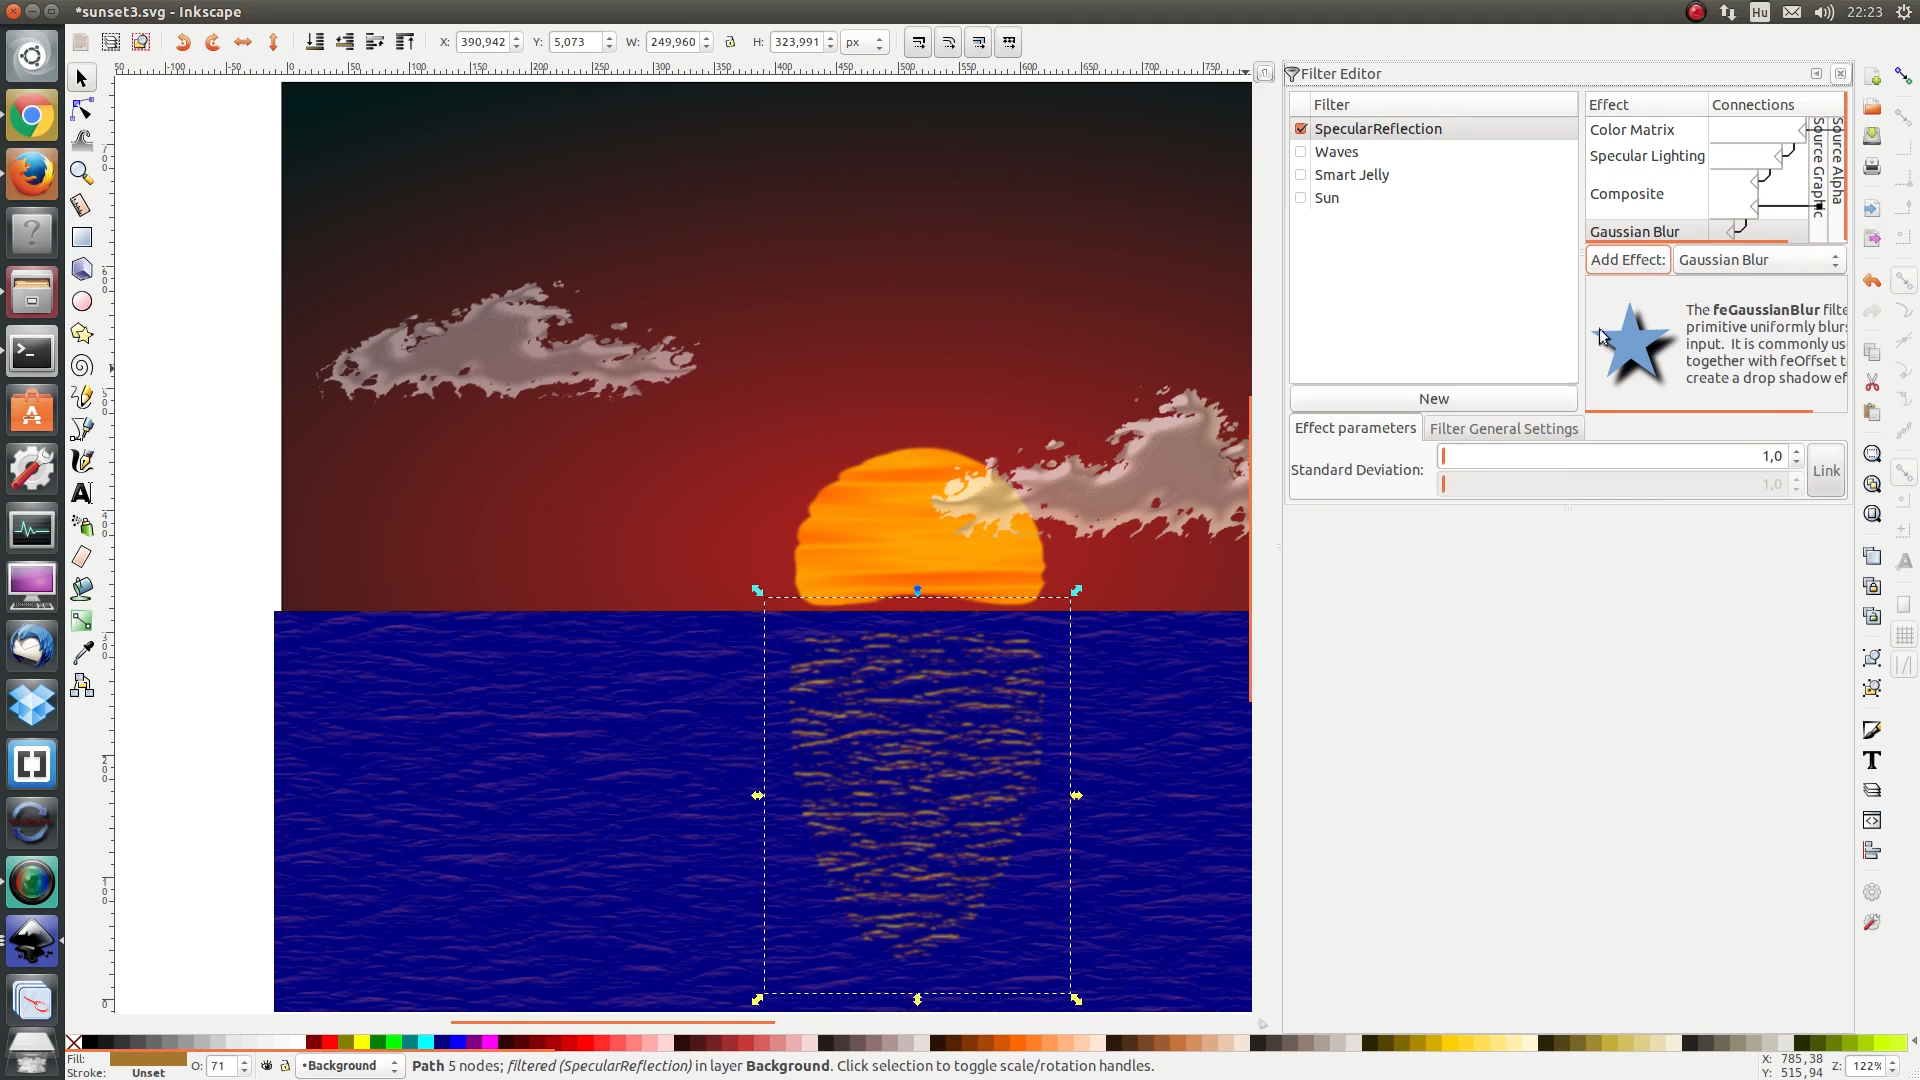 *sunset3.svg - Inkscape
Hu
22:23
X: 390,942
Y: 5,073
W: 249,960
H: 323,991
px
Filter Editor
Filter
SpecularReflection
Waves
Smart Jelly
Sun
New
Effect
Connections
Color Matrix
Specular Lighting
Composite
Gaussian Blur
Source Graphic
Source Alpha
Add Effect:
Gaussian Blur
The feGaussianBlur filte
primitive uniformly blurs
input. It is commonly us
together with feOffset t
create a drop shadow ef
Effect parameters
Filter General Settings
Standard Deviation:
1,0
1,0
Link
Fill:
Stroke:
Unset
O: 71
•Background
Path 5 nodes; filtered (SpecularReflection) in layer Background. Click selection to toggle scale/rotation handles.
X: 785,38
Y: 515,94
Z: 122%